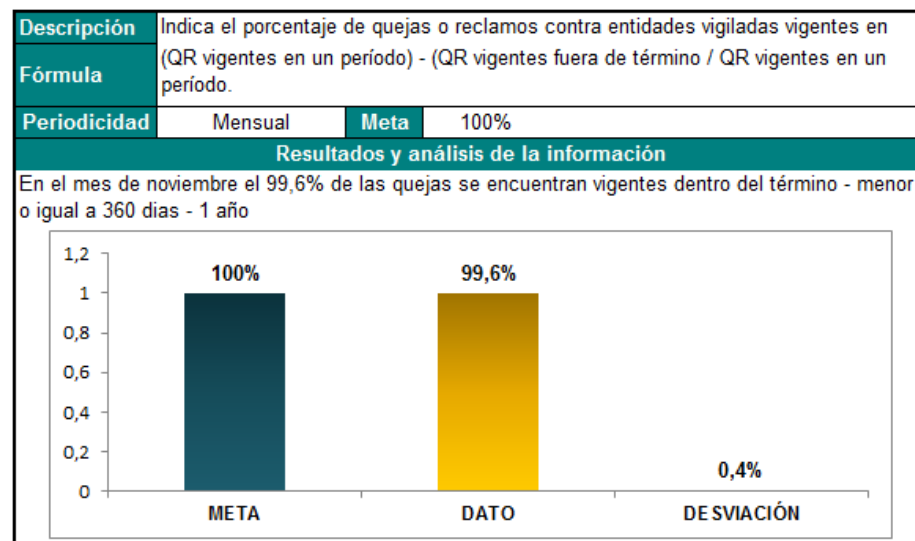 Descripción Indica el porcentaje de quejas o reclamos contra entidades vigiladas vigentes en
Fórmula (QR vigentes en un período) - (QR vigentes fuera de término / QR vigentes en un
período.
Periodicidad Mensual Meta 100%
Resultados y análisis de la información
En el mes de noviembre el 99,6% de las quejas se encuentran vigentes dentro del término - menor
o igual a 360 dias - 1 año
1,2
1
0,8
0,6
0,4
0,2
0
100%
99,6%
0,4%
META
DATO
DESVIACIÓN